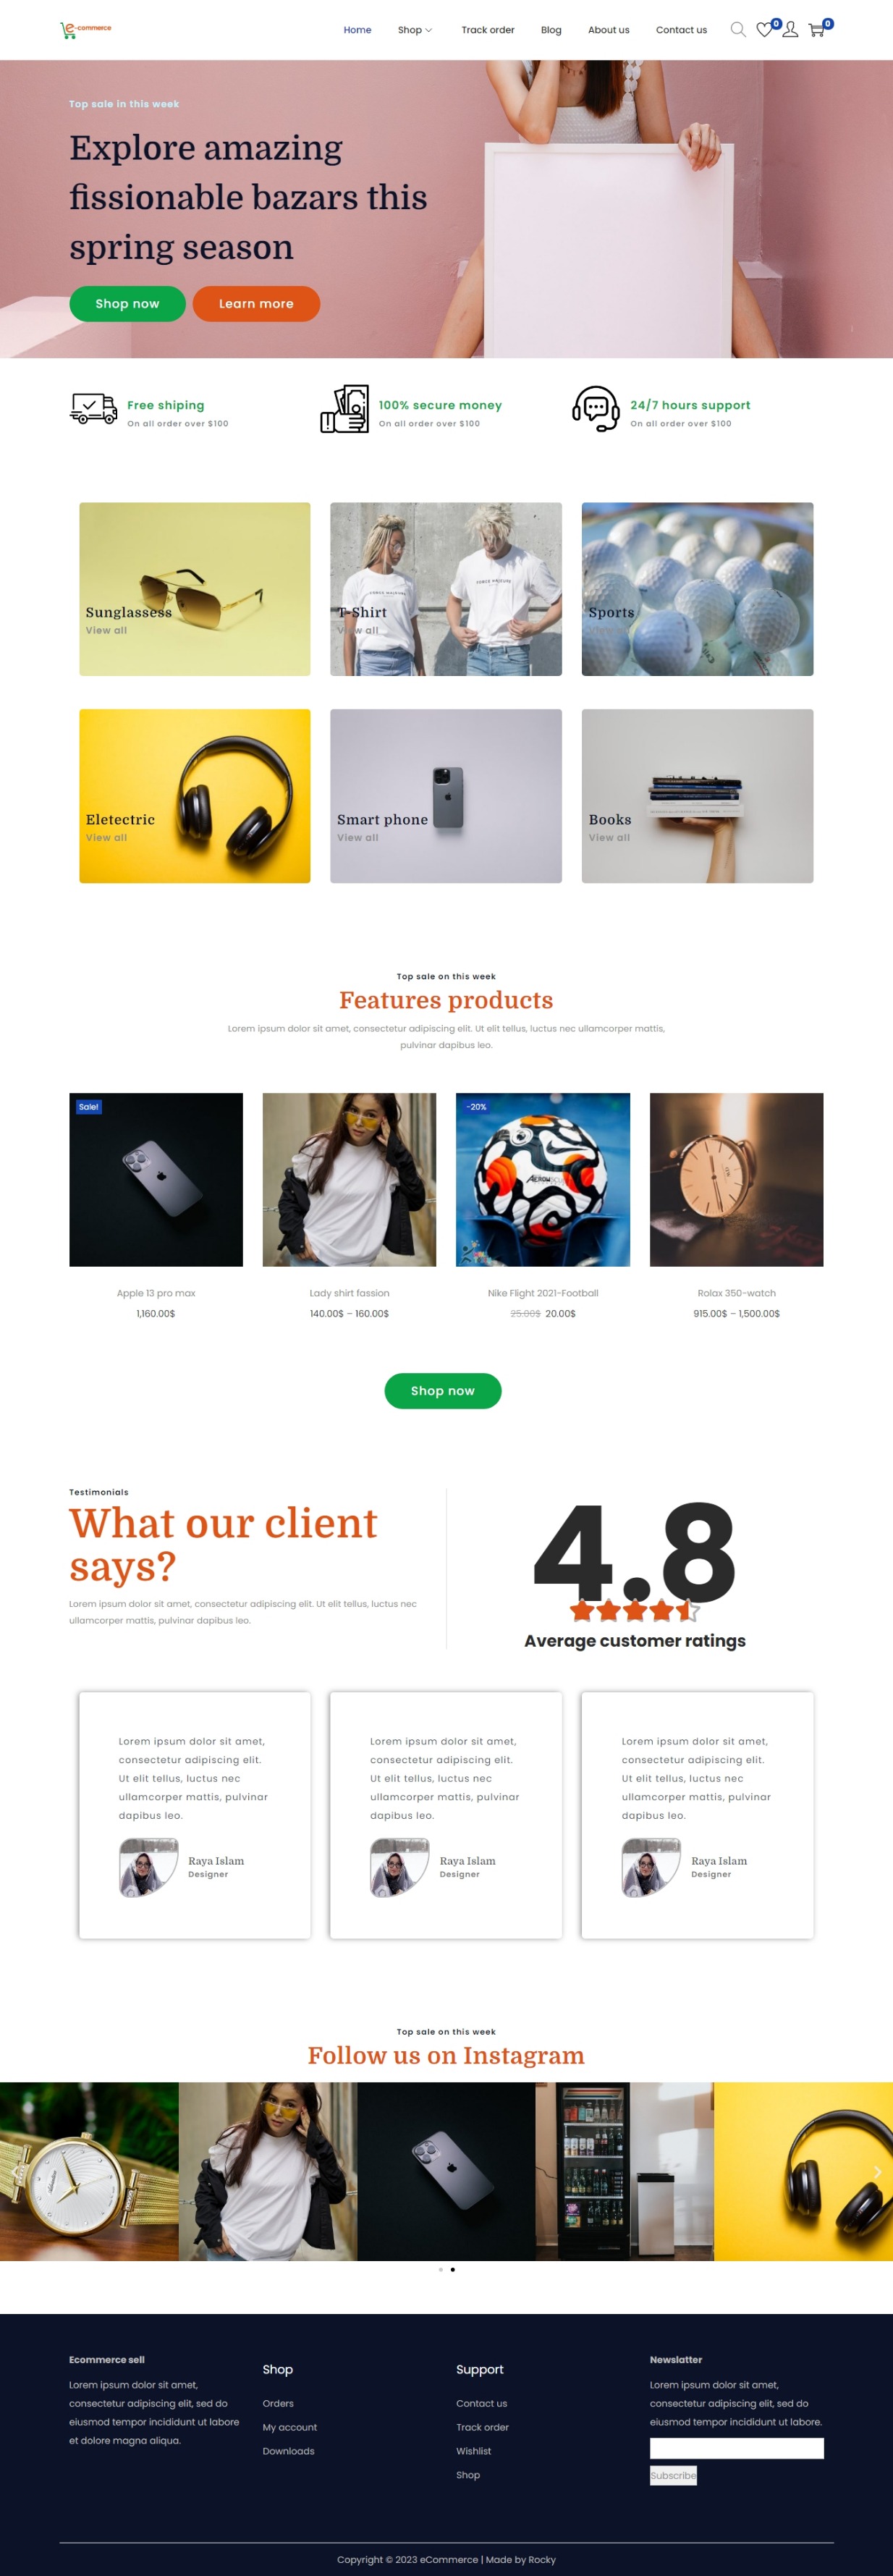 e-commerce
Home Shop Track order Blog About us Contact us 0 0
Top sale in this week
Explore amazing
fissionable bazars this
spring season
Shop now Learn more
Free shiping
On all order over $100
100% secure money
On all order over $100
24/7 hours support
On all order over $100
Sunglassess
View all
FORCE MAJEURE
FORCE MAJEURE
T-Shirt
View all
Sports
View all
Eletectric
View all
Smart phone
View all
Books
View all
Top sale on this week
Features products
Lorem ipsum dolor sit amet, consectetur adipiscing elit. Ut elit tellus, luctus nec ullamcorper mattis,
pulvinar dapibus leo.
Sale!
Apple 13 pro max
1,160.00$
Lady shirt fassion
140.00$ – 160.00$
-20%
Nike Flight 2021-Football
25.00$ 20.00$
Rolax 350-watch
915.00$ – 1,500.00$
Shop now
Testimonials
What our client
says?
Lorem ipsum dolor sit amet, consectetur adipiscing elit. Ut elit tellus, luctus nec
ullamcorper mattis, pulvinar dapibus leo.
4.8
Average customer ratings
Lorem ipsum dolor sit amet,
consectetur adipiscing elit.
Ut elit tellus, luctus nec
ullamcorper mattis, pulvinar
dapibus leo.
Raya Islam
Designer
Lorem ipsum dolor sit amet,
consectetur adipiscing elit.
Ut elit tellus, luctus nec
ullamcorper mattis, pulvinar
dapibus leo.
Raya Islam
Designer
Lorem ipsum dolor sit amet,
consectetur adipiscing elit.
Ut elit tellus, luctus nec
ullamcorper mattis, pulvinar
dapibus leo.
Raya Islam
Designer
Top sale on this week
Follow us on Instagram
Ecommerce sell
Lorem ipsum dolor sit amet,
consectetur adipiscing elit, sed do
eiusmod tempor incididunt ut labore
et dolore magna aliqua.
Shop
Orders
My account
Downloads
Support
Contact us
Track order
Wishlist
Shop
Newslatter
Lorem ipsum dolor sit amet,
consectetur adipiscing elit, sed do
eiusmod tempor incididunt ut labore.
Subscribe
Copyright © 2023 eCommerce | Made by Rocky